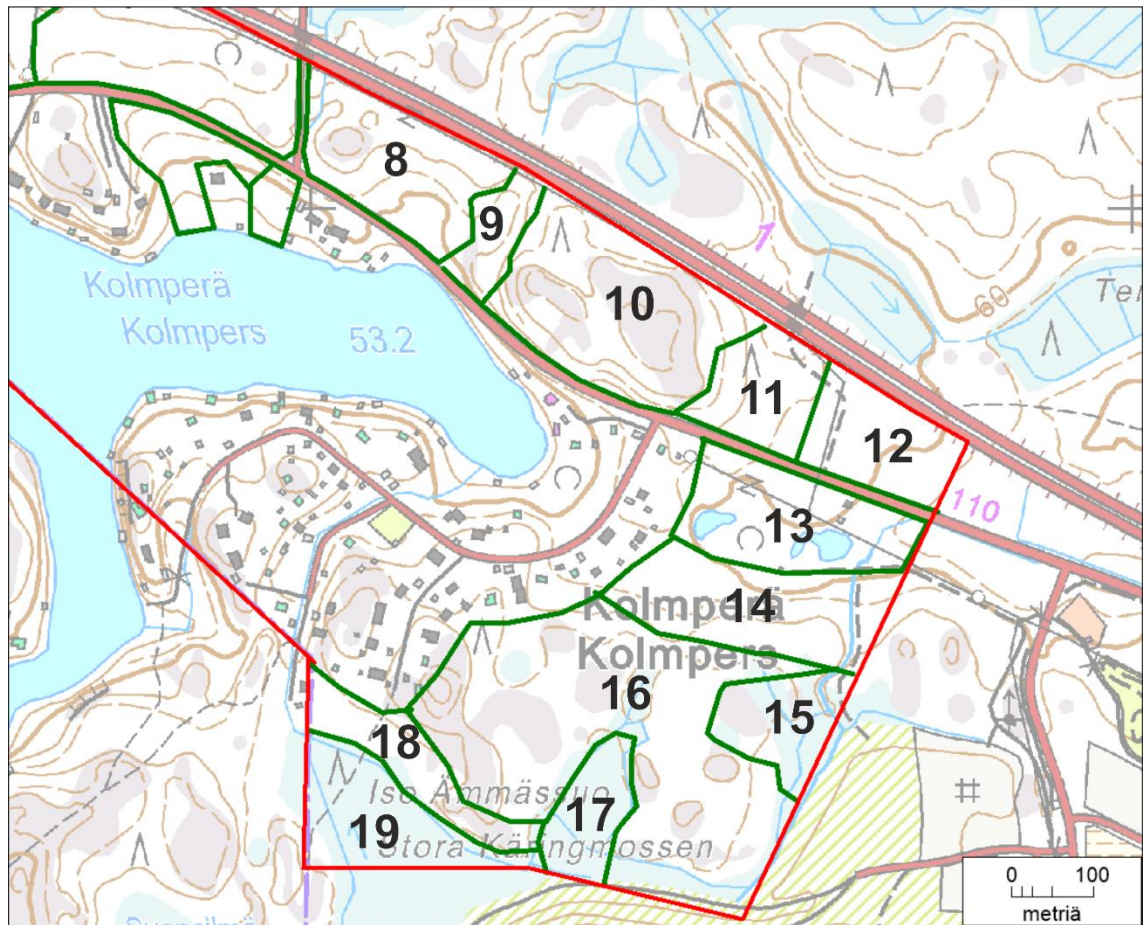 8
9
1
10
60
Kolmperä
Kolmpers
53.2
11
12
110
13
14
Kolmperä
Kolmpers
16
15
18
Iso Ämmässuo
17
19
Stora Käringmossen
0 100
metriä